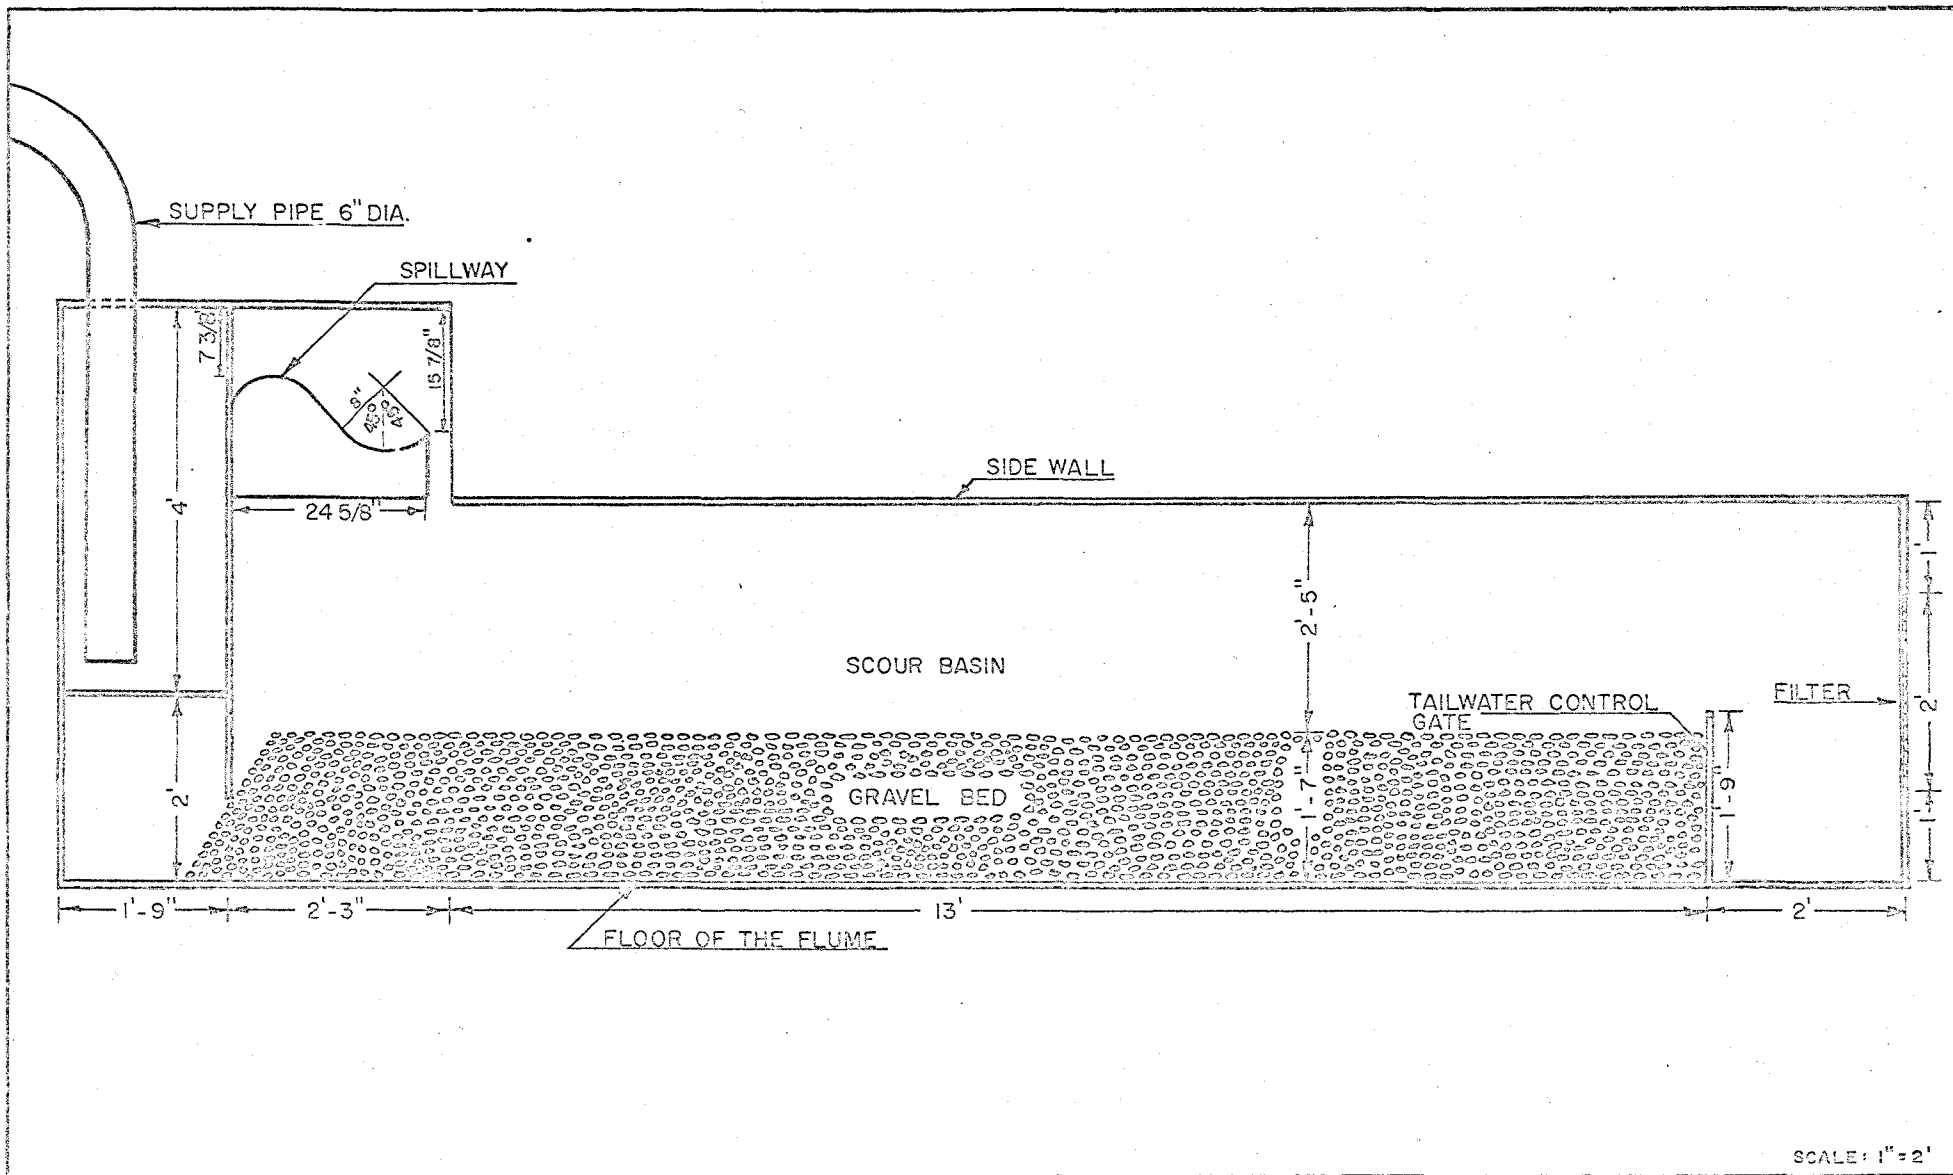 SUPPLY PIPE 6" DIA.
SPILLWAY
7 3/8"
15 7/8"
8"
45°
45°
4'
24 5/8"
SIDE WALL
1'
2'-5"
SCOUR BASIN
TAILWATER CONTROL
GATE
FILTER
2'
2'
GRAVEL BED
1'-7"
1'-9"
1'
1'-9"
2'-3"
13'
2'
FLOOR OF THE FLUME
SCALE: 1" = 2'